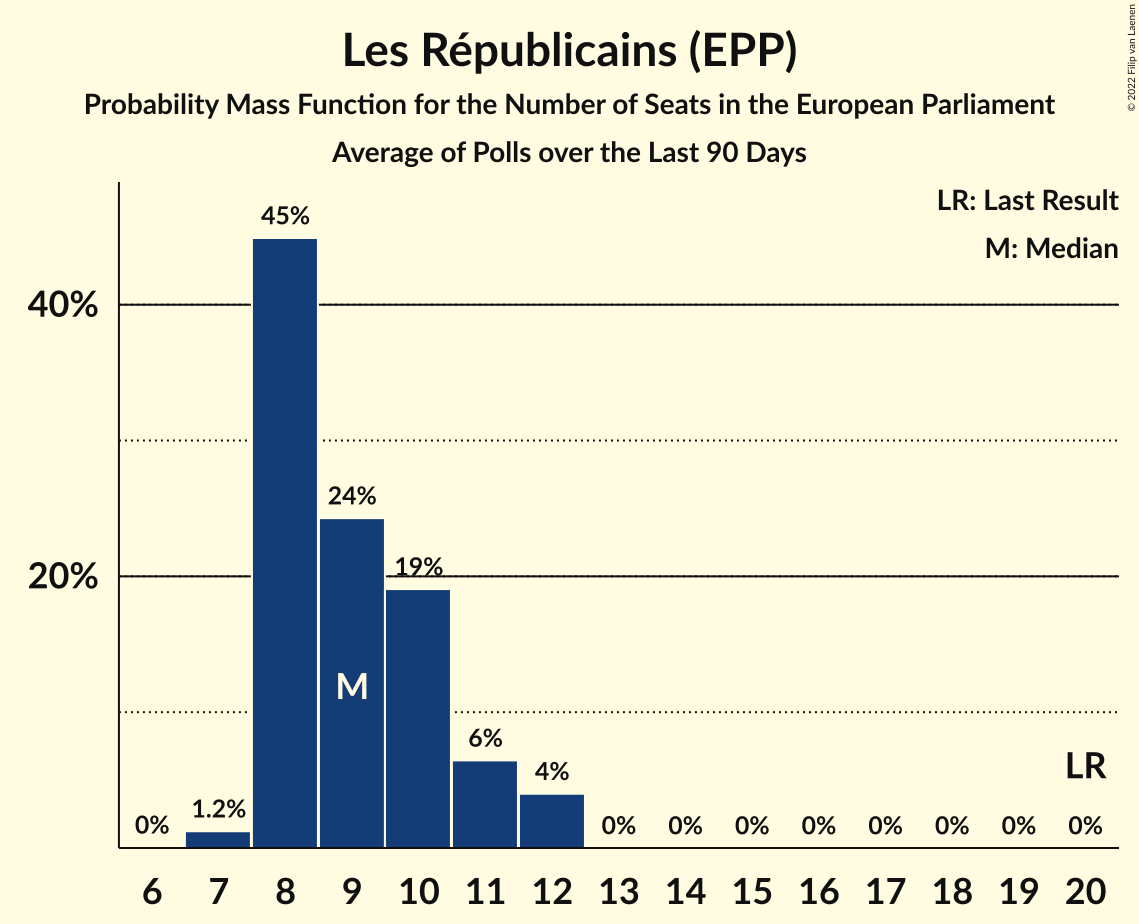 Les Républicains (EPP)
Probability Mass Function for the Number of Seats in the European Parliament
Average of Polls over the Last 90 Days
© 2022 Filip van Laenen
LR: Last Result
M: Median
45%
40%
24%
19%
20%
M
6%
4%
LR
1.2%
0% 0% 0% 0% 0% 0% 0% 0% 0%
6 7 8 9 10 11 12 13 14 15 16 17 18 19 20